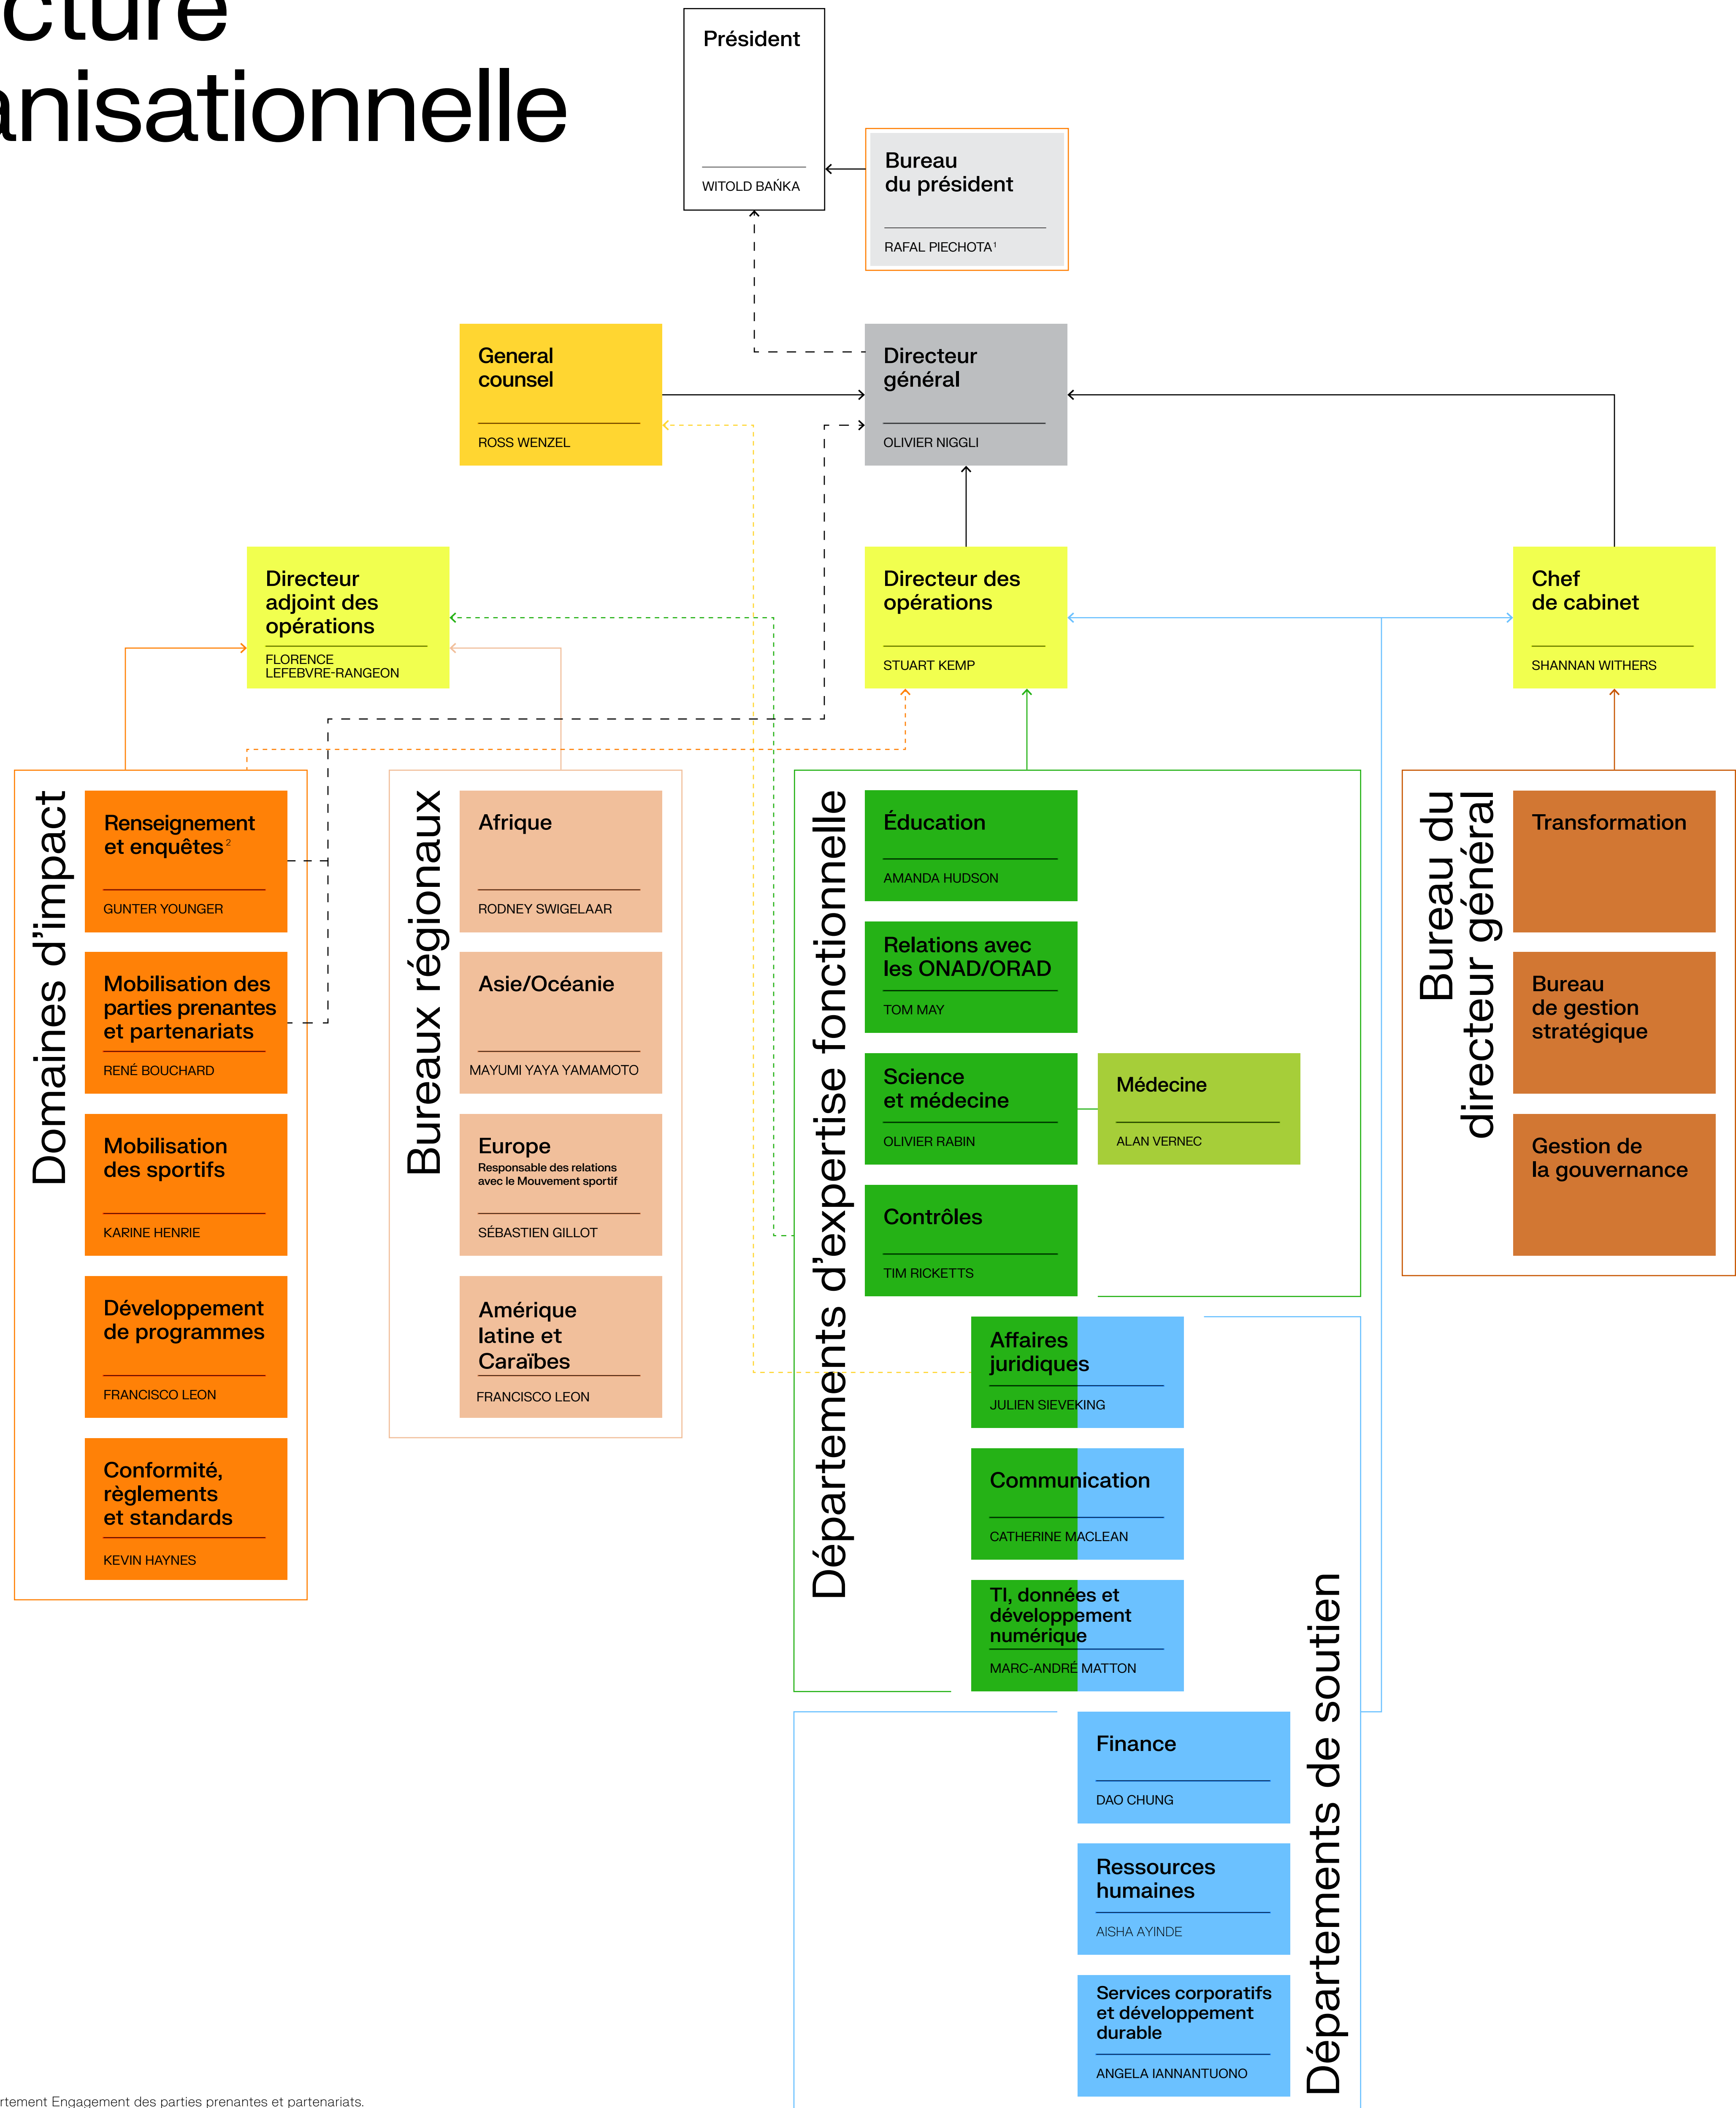 cture
anisationnelle
Président
WITOLD BAŃKA
Bureau
du président
RAFAL PIECHOTA¹
General
counsel
ROSS WENZEL
Directeur
général
OLIVIER NIGGLI
Directeur
adjoint des
opérations
FLORENCE
LEFEBVRE-RANGEON
Directeur des
opérations
STUART KEMP
Chef
de cabinet
SHANNAN WITHERS
Domaines d’impact
Renseignement
et enquêtes²
GUNTER YOUNGER
Mobilisation des
parties prenantes
et partenariats
RENÉ BOUCHARD
Mobilisation
des sportifs
KARINE HENRIE
Développement
de programmes
FRANCISCO LEON
Conformité,
règlements
et standards
KEVIN HAYNES
Bureaux régionaux
Afrique
RODNEY SWIGELAAR
Asie/Océanie
MAYUMI YAYA YAMAMOTO
Europe
Responsable des relations
avec le Mouvement sportif
SÉBASTIEN GILLOT
Amérique
latine et
Caraïbes
FRANCISCO LEON
Départements d’expertise fonctionnelle
Éducation
AMANDA HUDSON
Relations avec
les ONAD/ORAD
TOM MAY
Science
et médecine
OLIVIER RABIN
Médecine
ALAN VERNEC
Contrôles
TIM RICKETTS
Affaires
juridiques
JULIEN SIEVEKING
Communication
CATHERINE MACLEAN
TI, données et
développement
numérique
MARC-ANDRÉ MATTON
Départements de soutien
Finance
DAO CHUNG
Ressources
humaines
AISHA AYINDE
Services corporatifs
et développement
durable
ANGELA IANNANTUONO
Bureau du
directeur général
Transformation
Bureau
de gestion
stratégique
Gestion de
la gouvernance
rtement Engagement des parties prenantes et partenariats.